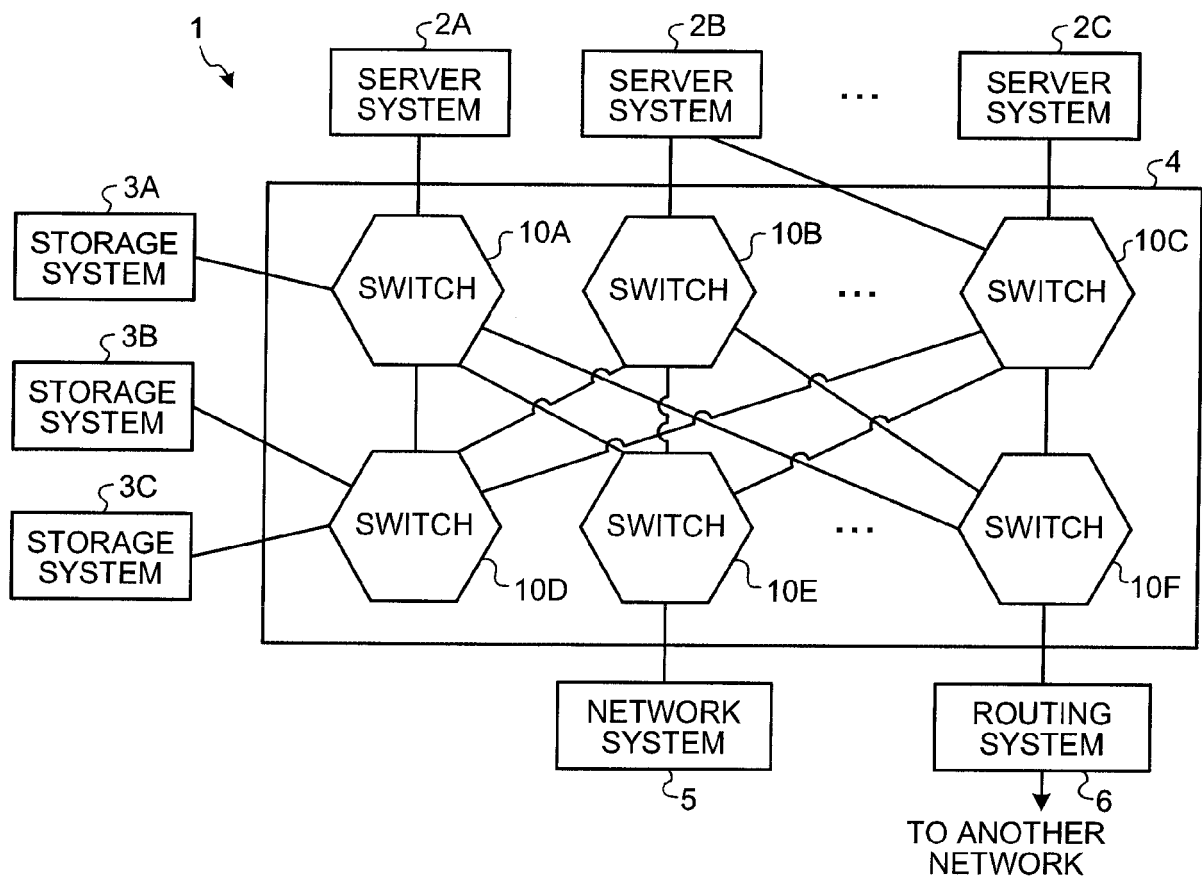 1
2A
2B
2C
SERVER
SYSTEM
SERVER
SYSTEM
...
SERVER
SYSTEM
4
3A
STORAGE
SYSTEM
10A
10B
10C
SWITCH
SWITCH
...
SWITCH
3B
STORAGE
SYSTEM
3C
STORAGE
SYSTEM
SWITCH
SWITCH
...
SWITCH
10D
10E
10F
NETWORK
SYSTEM
ROUTING
SYSTEM
5
6
TO ANOTHER
NETWORK